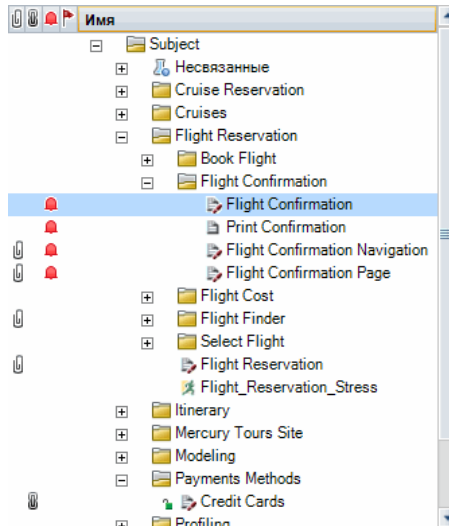 Имя
Subject
Несвязанные
Cruise Reservation
Cruises
Flight Reservation
Book Flight
Flight Confirmation
Flight Confirmation
Print Confirmation
Flight Confirmation Navigation
Flight Confirmation Page
Flight Cost
Flight Finder
Select Flight
Flight Reservation
Flight_Reservation_Stress
Itinerary
Mercury Tours Site
Modeling
Payments Methods
Credit Cards
Profiling